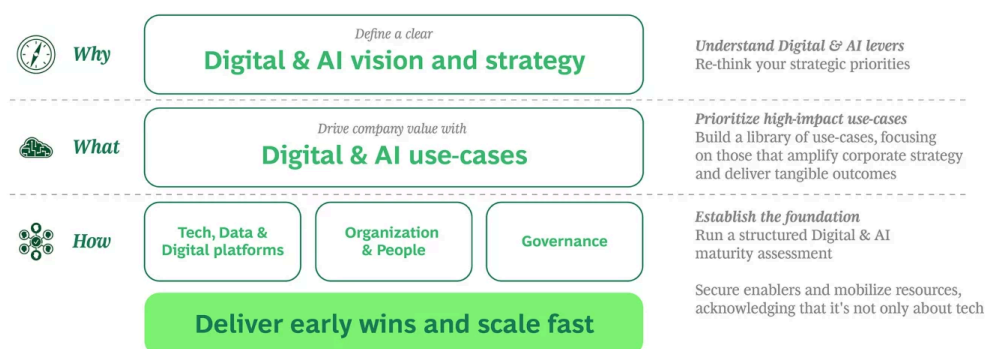 Why
Define a clear
Digital & AI vision and strategy
Understand Digital & AI levers
Re-think your strategic priorities
What
Drive company value with
Digital & AI use-cases
Prioritize high-impact use-cases
Build a library of use-cases, focusing
on those that amplify corporate strategy
and deliver tangible outcomes
How
Tech, Data &
Digital platforms
Organization
& People
Governance
Establish the foundation
Run a structured Digital & AI
maturity assessment
Secure enablers and mobilize resources,
acknowledging that it's not only about tech
Deliver early wins and scale fast